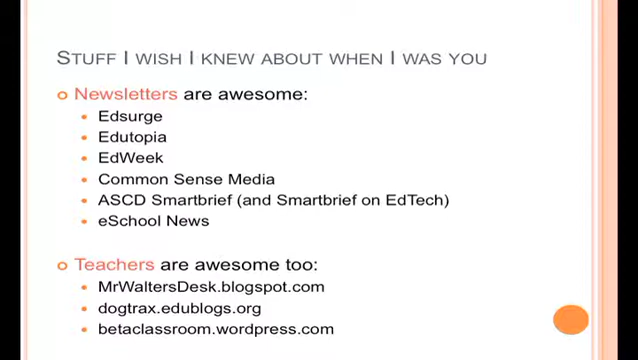 STUFF I WISH I KNEW ABOUT WHEN I WAS YOU
Newsletters are awesome:
Edsurge
Edutopia
EdWeek
Common Sense Media
ASCD Smartbrief (and Smartbrief on EdTech)
eSchool News
Teachers are awesome too:
MrWaltersDesk.blogspot.com
dogtrax.edublogs.org
betaclassroom.wordpress.com